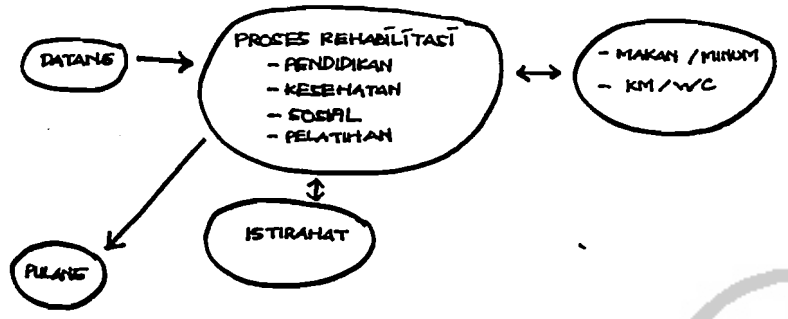 DATANG
PROSES REHABILITASI
- PENDIDIKAN
- KESEHATAN
- SOSIAL
- PELATIHAN
- MAKAN / MINUM
- KM / WC
ISTIRAHAT
PULANG